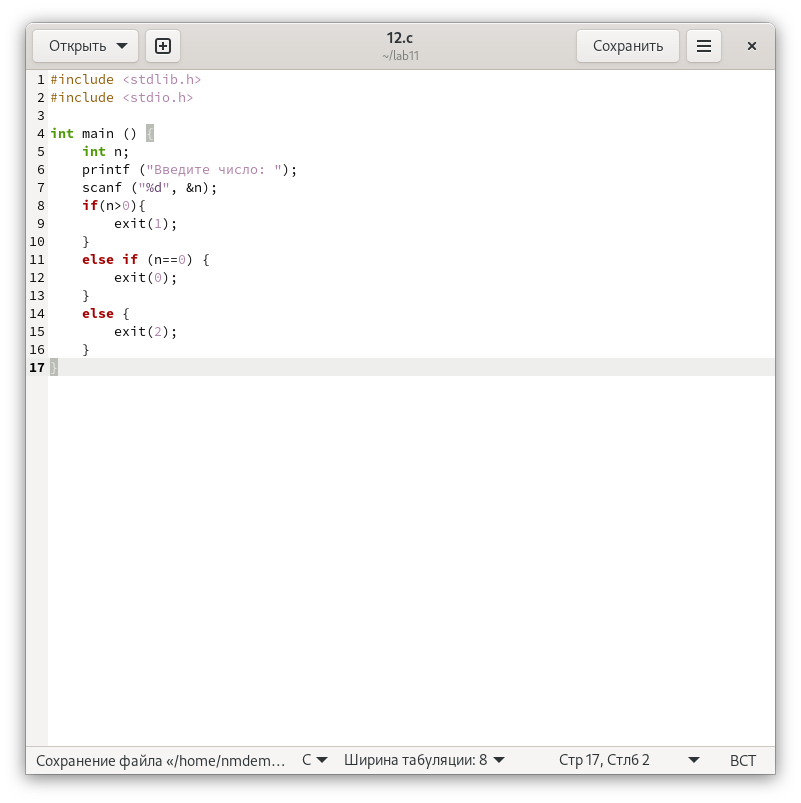 Открыть
12.c
~/lab11
Сохранить
1 #include <stdlib.h>
2 #include <stdio.h>
3
4 int main () {
5     int n;
6     printf ("Введите число: ");
7     scanf ("%d", &n);
8     if(n>0){
9         exit(1);
10     }
11     else if (n==0) {
12         exit(0);
13     }
14     else {
15         exit(2);
16     }
17 }
Сохранение файла «/home/nmdem… C Ширина табуляции: 8 Стр 17, Стлб 2 ВСТ